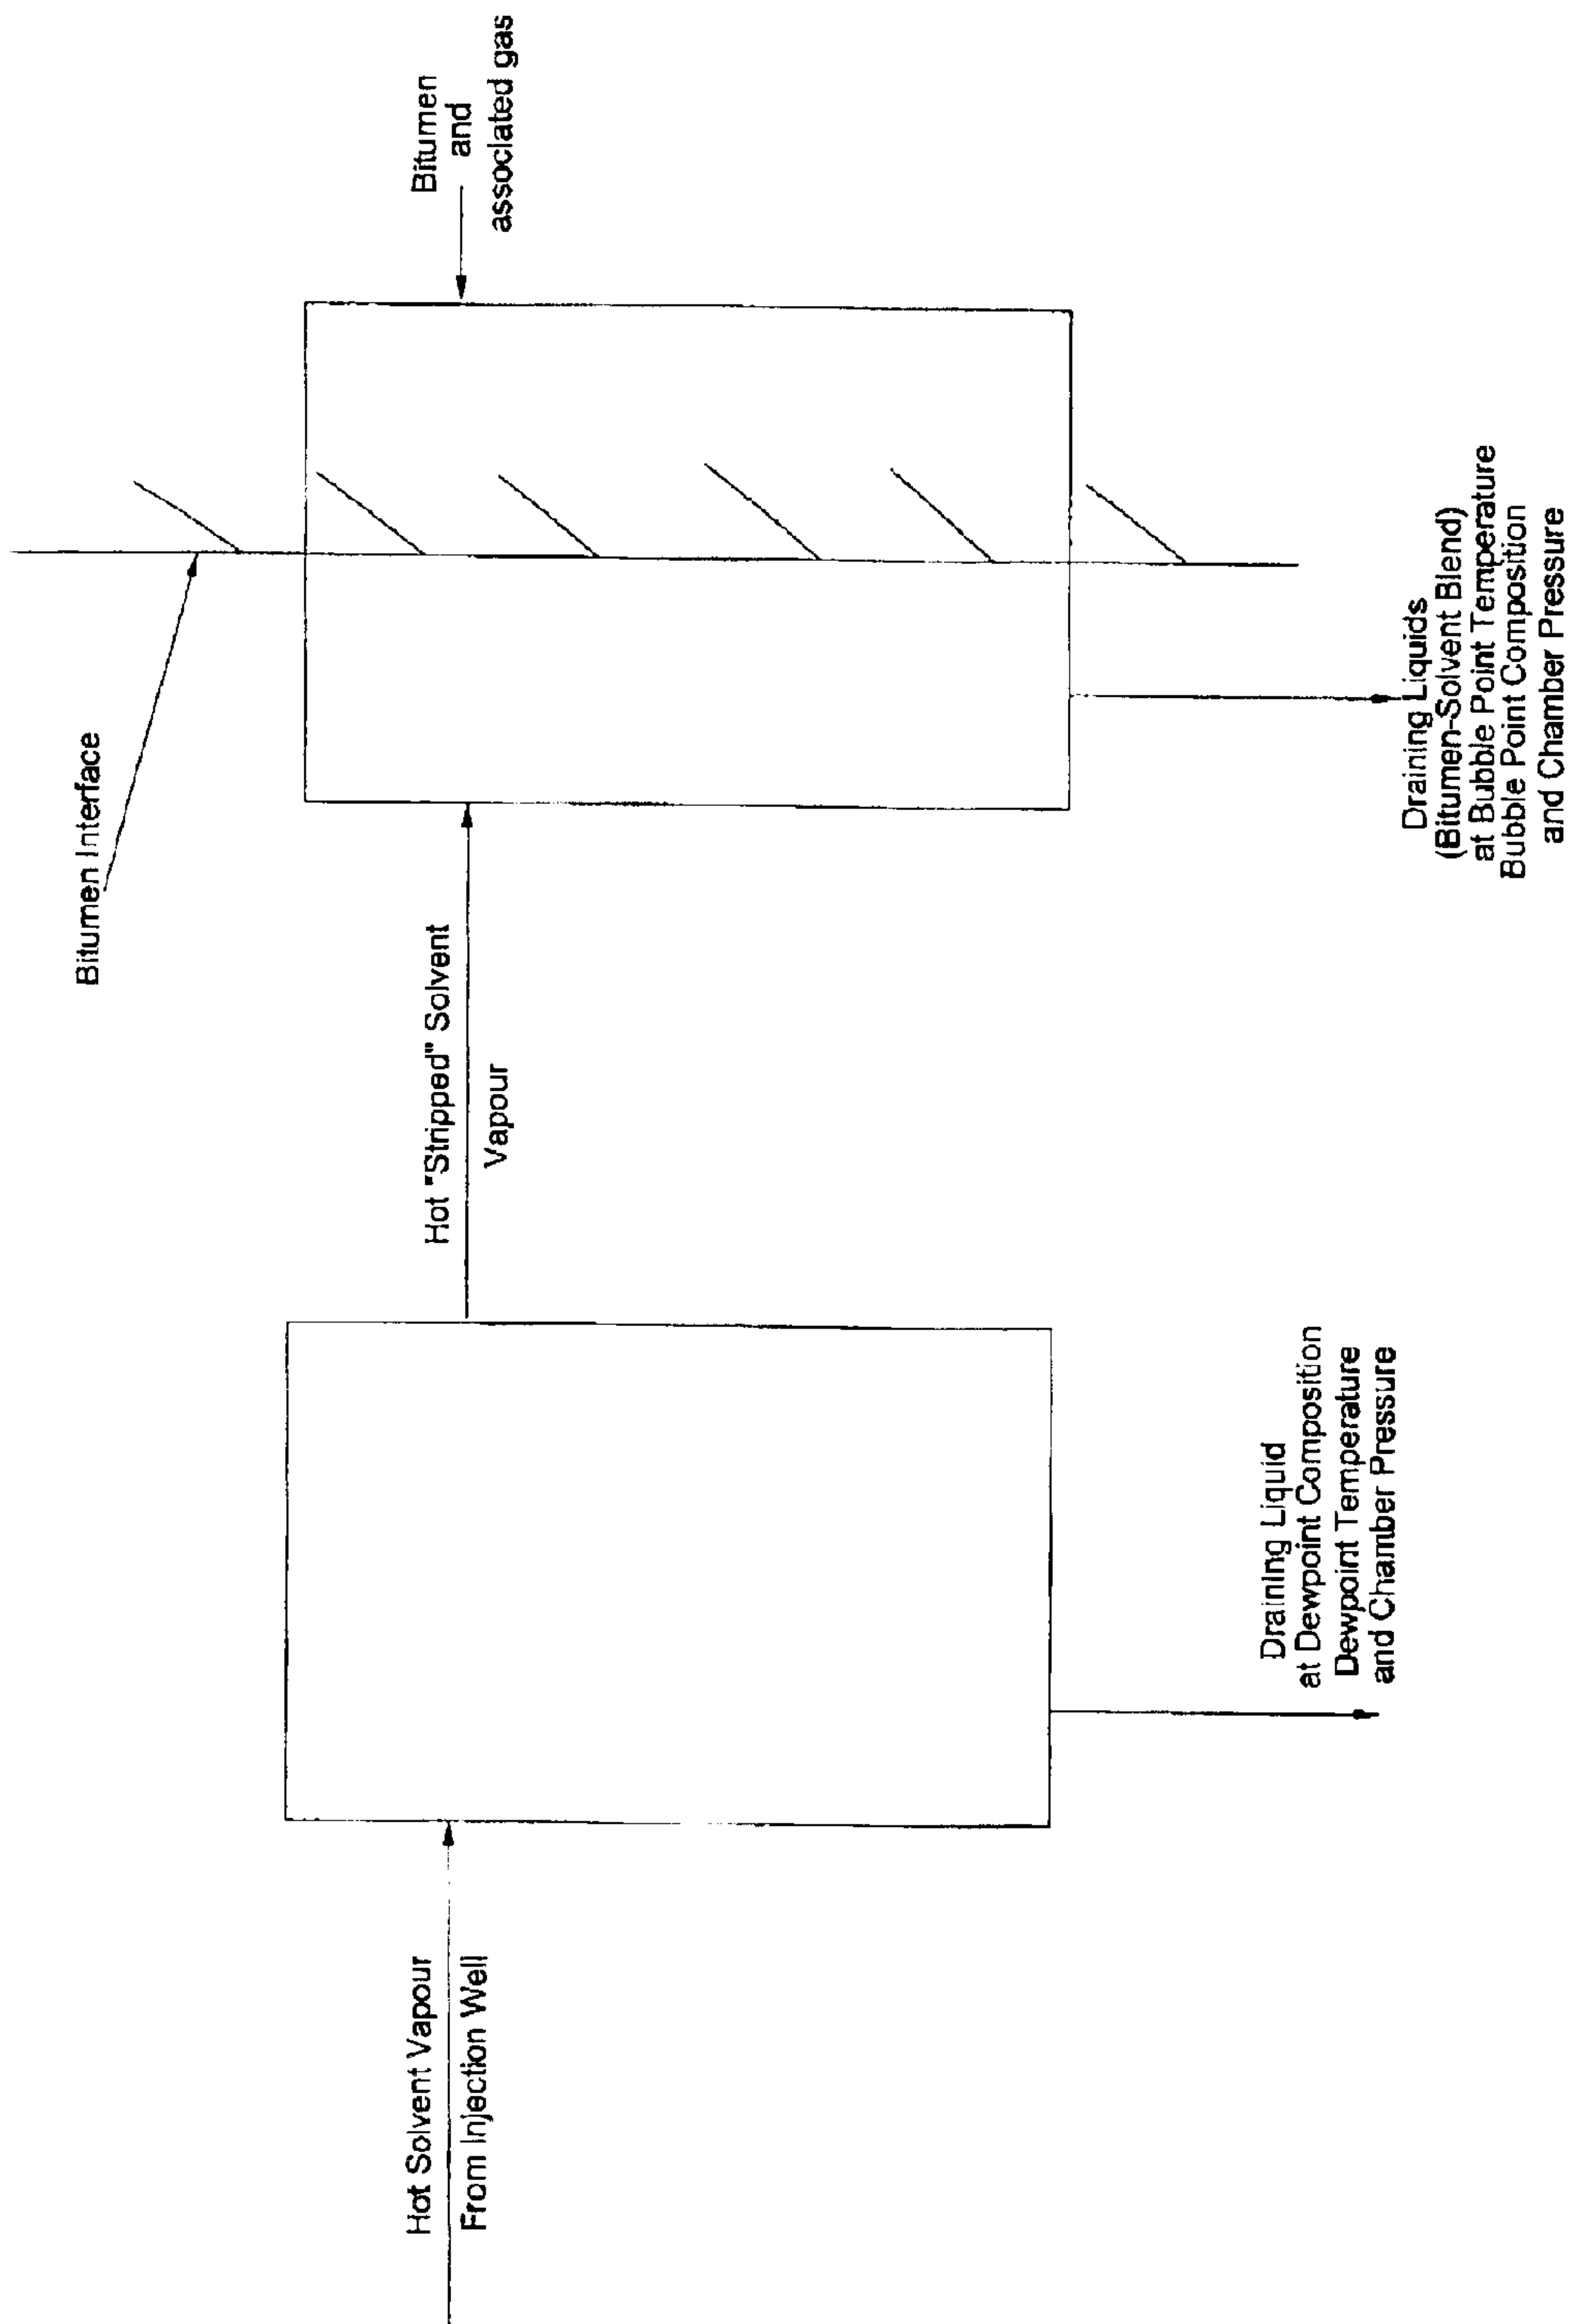 Bitumen Interface
Bitumen
and
associated gas
Hot "Stripped" Solvent
Vapour
Hot Solvent Vapour
From Injection Well
Draining Liquid
at Dewpoint Composition
Dewpoint Temperature
and Chamber Pressure
Draining Liquids
(Bitumen-Solvent Blend)
at Bubble Point Temperature
Bubble Point Composition
and Chamber Pressure